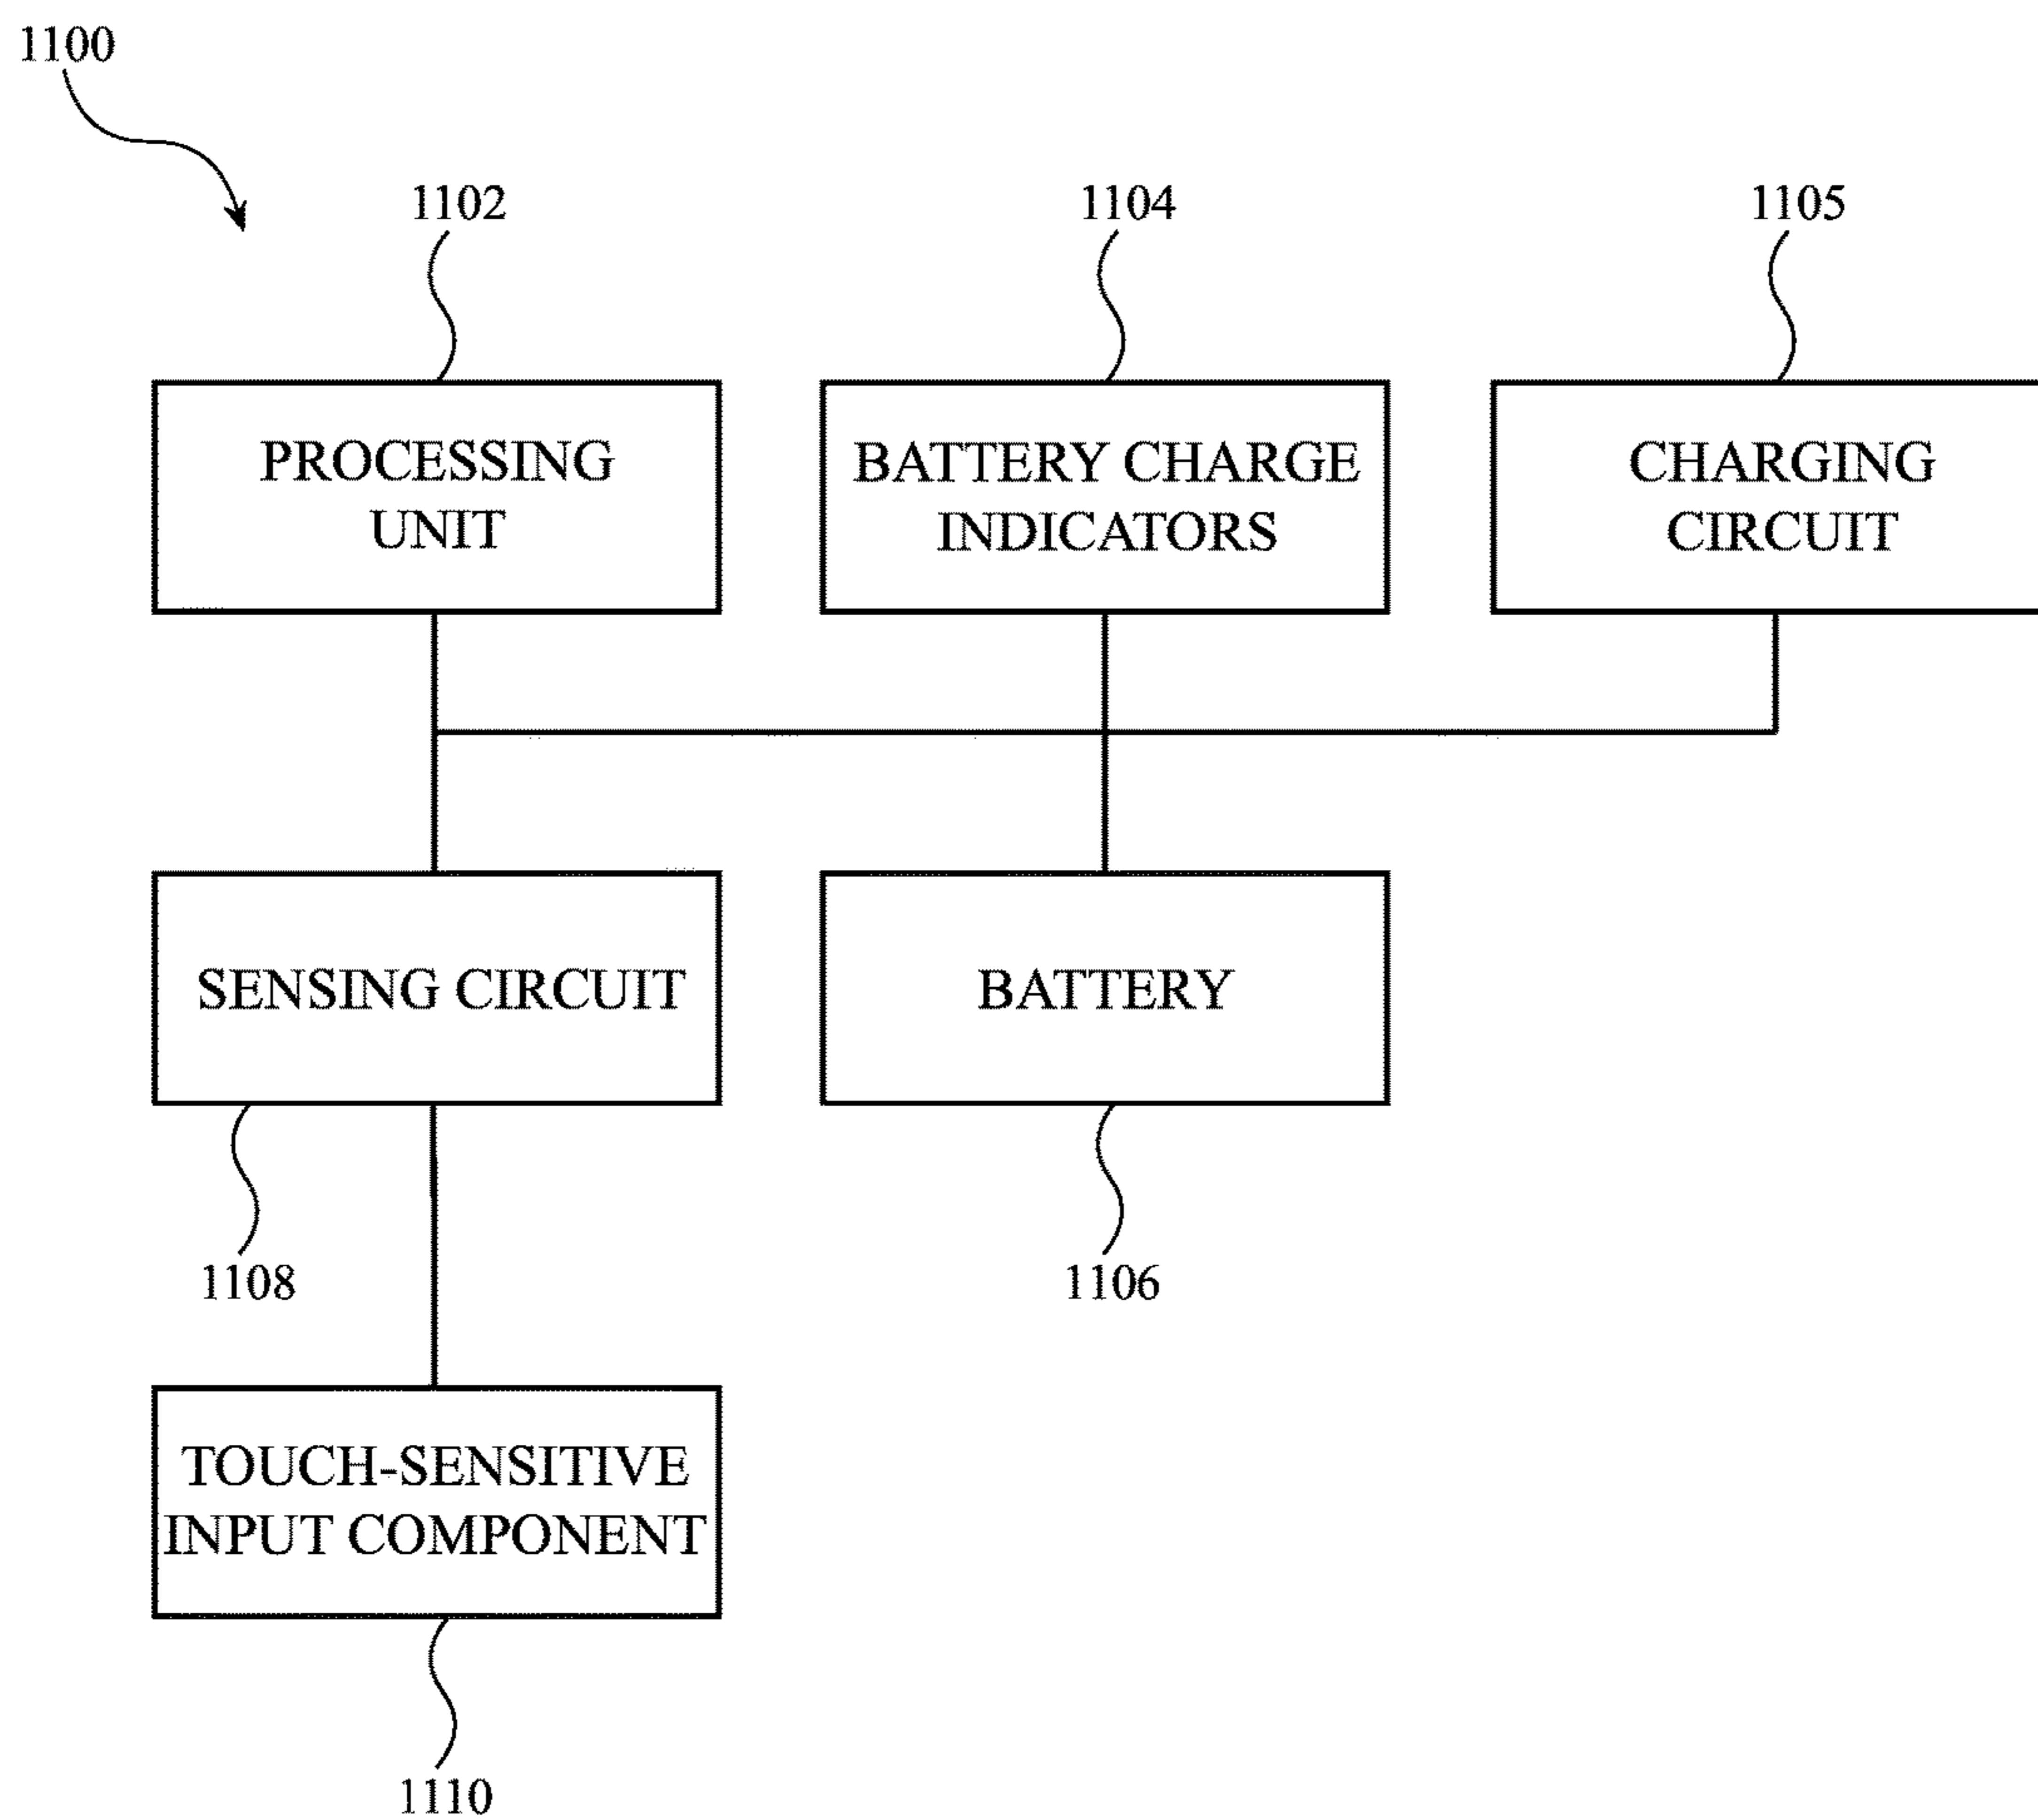 1100
1102
1104
1105
PROCESSING
UNIT
BATTERY CHARGE
INDICATORS
CHARGING
CIRCUIT
SENSING CIRCUIT
BATTERY
1108
1106
TOUCH-SENSITIVE
INPUT COMPONENT
1110